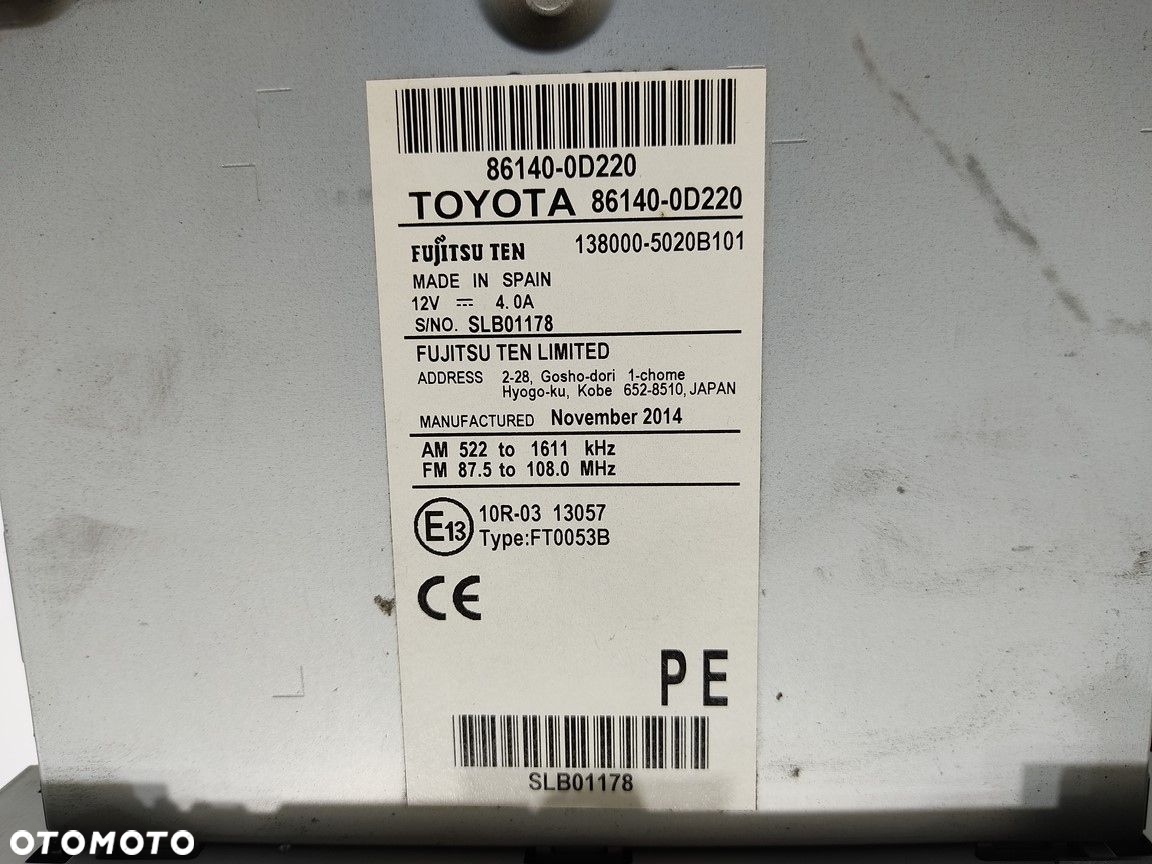 86140-0D220
TOYOTA 86140-0D220
FUJITSU TEN 138000-5020B101
MADE IN SPAIN
12V ⎓ 4.0A
S/NO. SLB01178
FUJITSU TEN LIMITED
ADDRESS 2-28, Gosho-dori 1-chome
Hyogo-ku, Kobe 652-8510, JAPAN
MANUFACTURED November 2014
AM 522 to 1611 kHz
FM 87.5 to 108.0 MHz
E13 10R-03 13057
Type:FT0053B
CE
PE
SLB01178
OTOMOTO